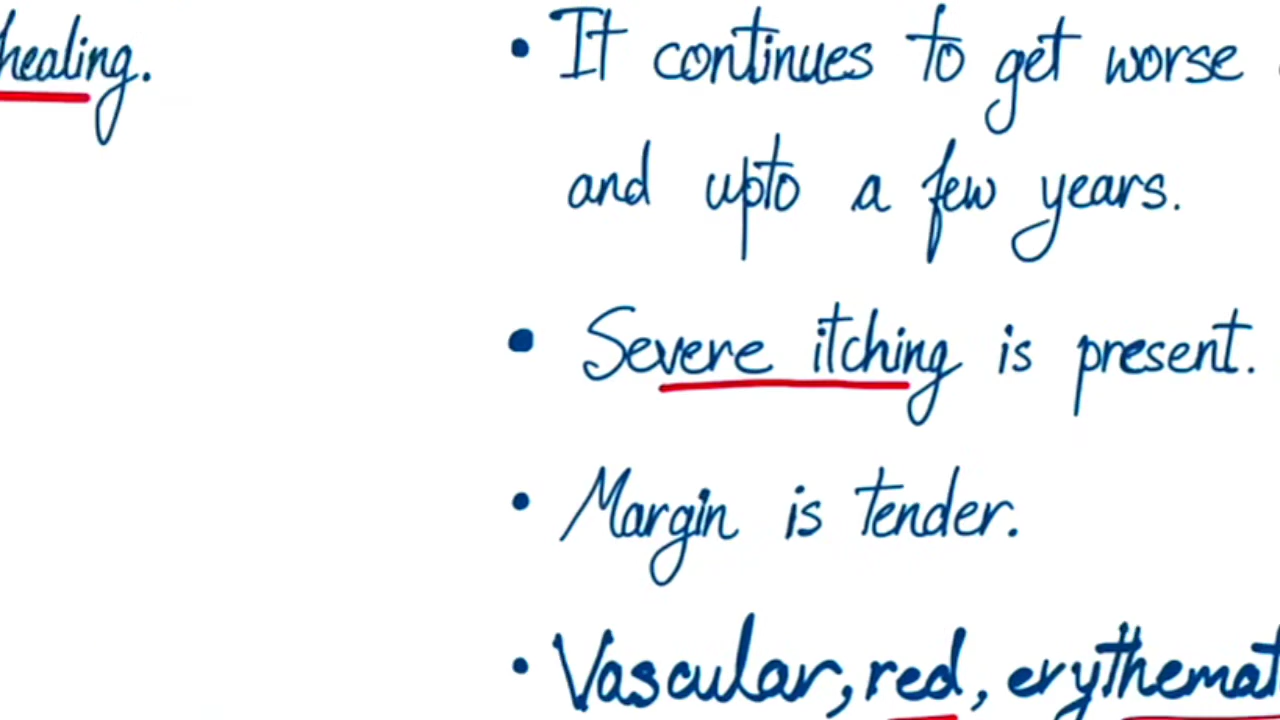 healing.
• It continues to get worse
and upto a few years.
• Severe itching is present.
• Margin is tender.
• Vascular, red, erythemat